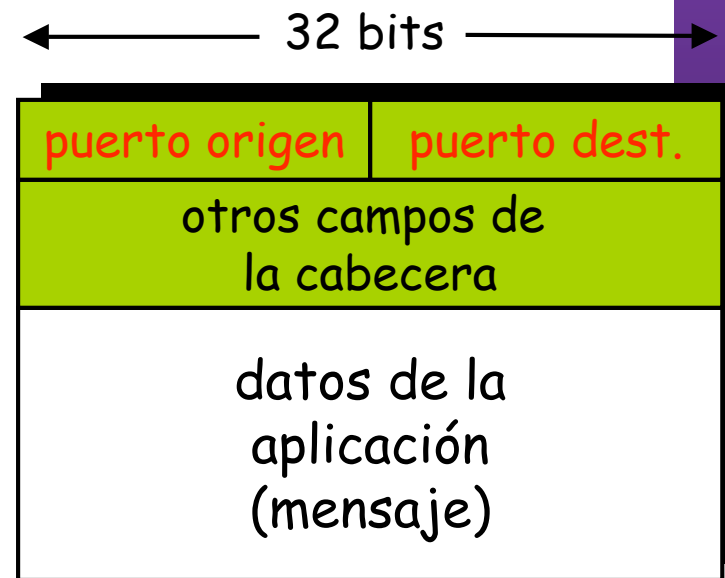 32 bits
puerto origen
puerto dest.
otros campos de
la cabecera
datos de la
aplicación
(mensaje)